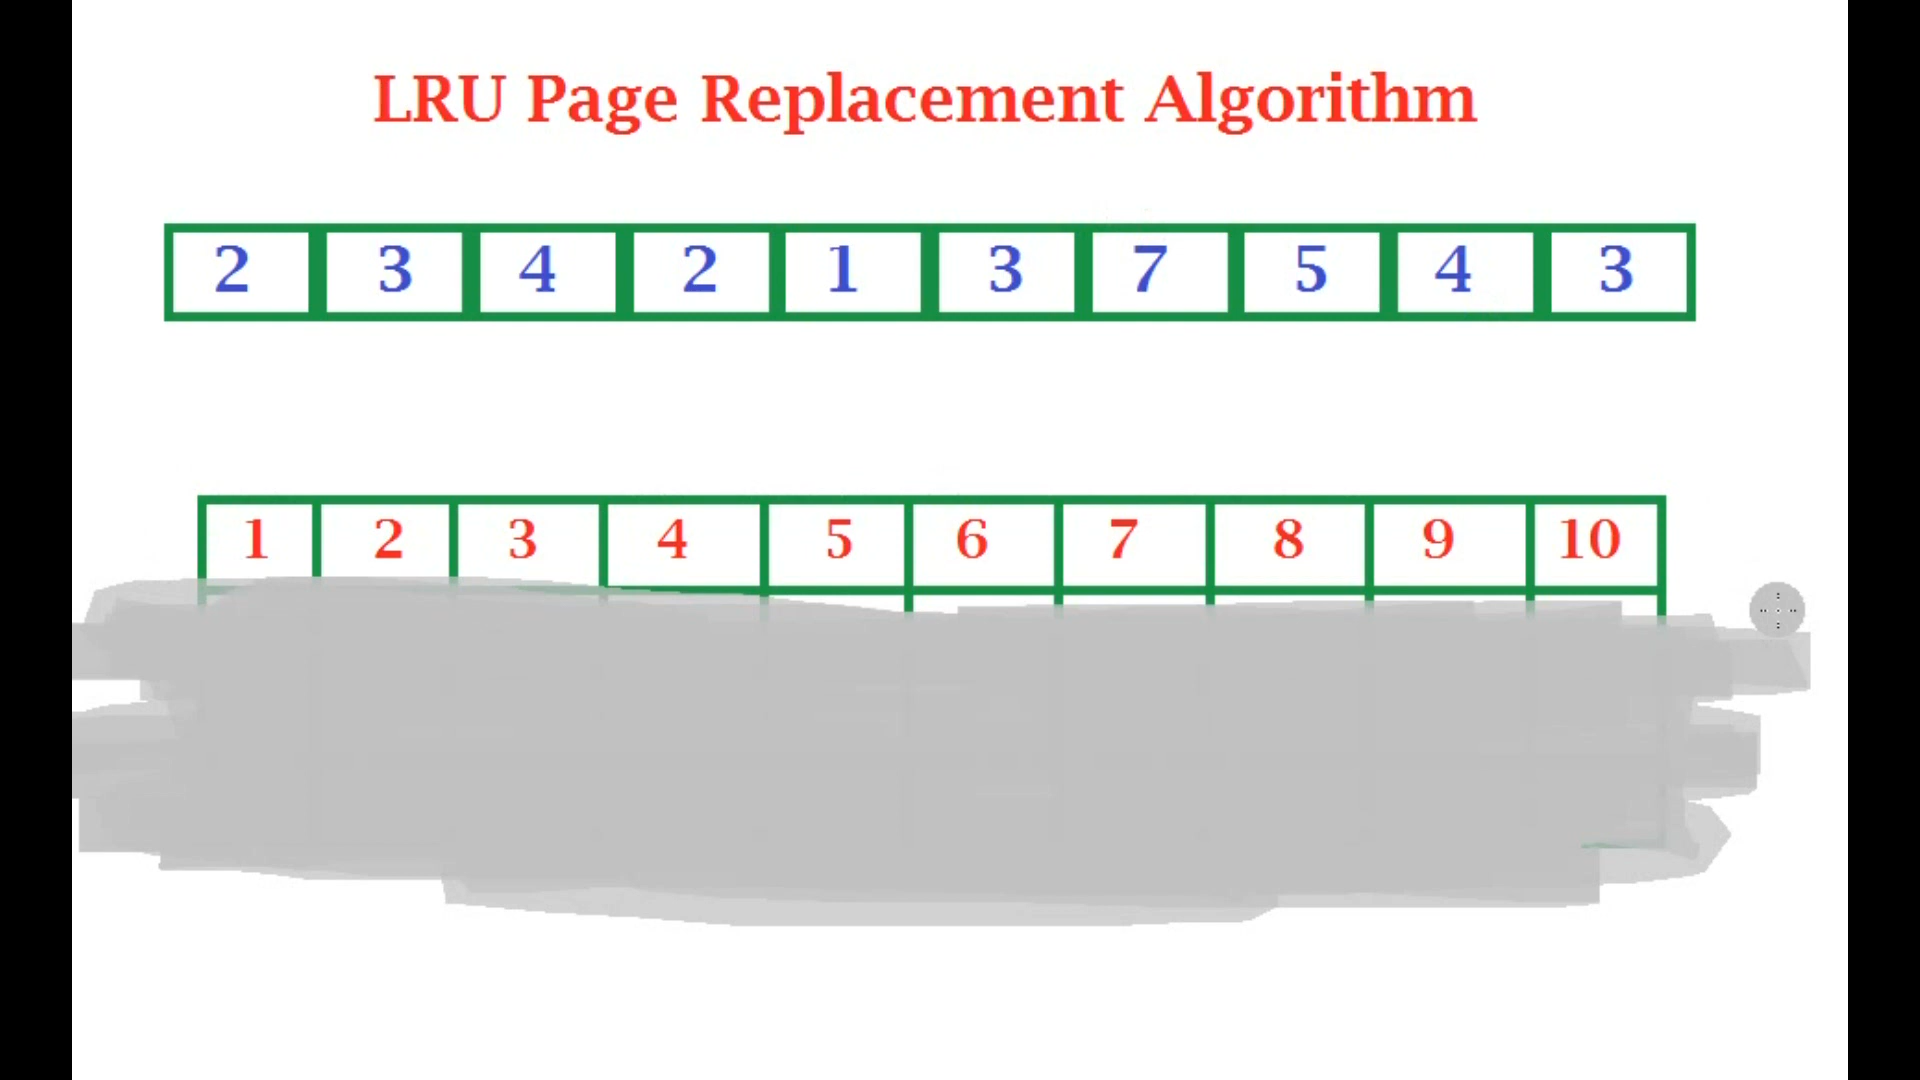 LRU Page Replacement Algorithm
2 3 4 2 1 3 7 5 4 3
1 2 3 4 5 6 7 8 9 10